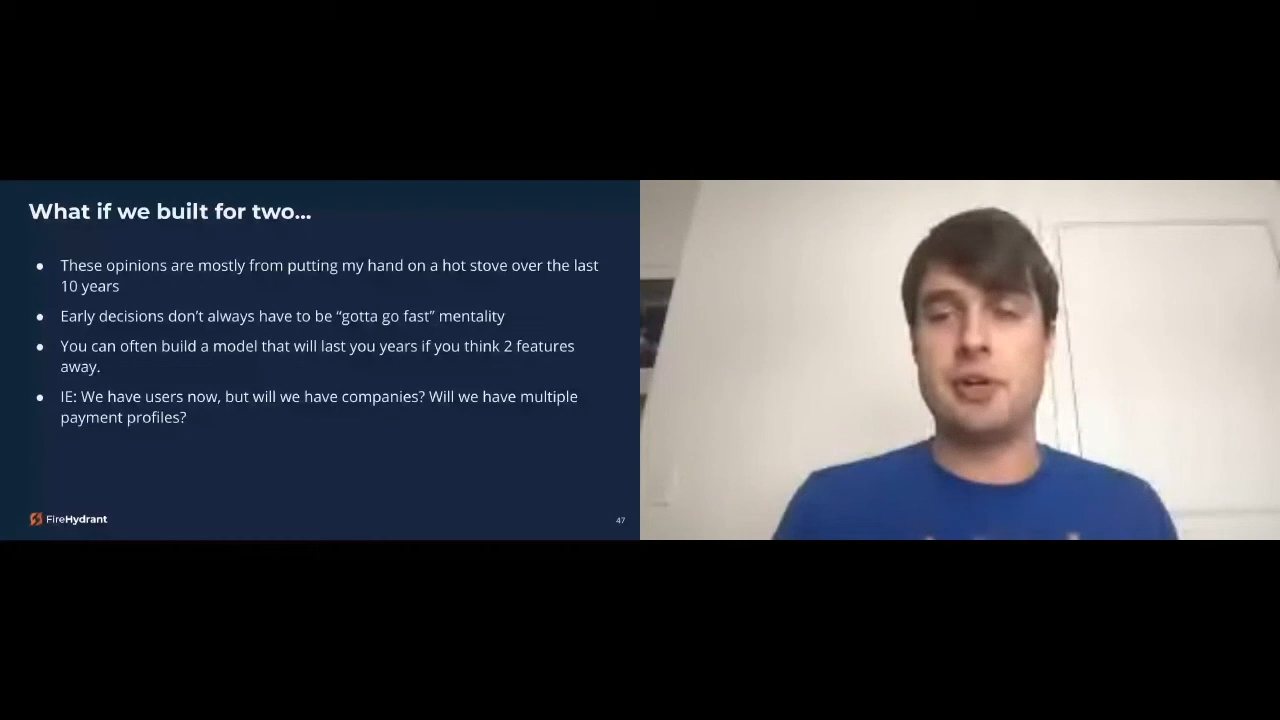 What if we built for two...
● These opinions are mostly from putting my hand on a hot stove over the last
10 years
● Early decisions don’t always have to be “gotta go fast” mentality
● You can often build a model that will last you years if you think 2 features
away.
● IE: We have users now, but will we have companies? Will we have multiple
payment profiles?
FireHydrant
47